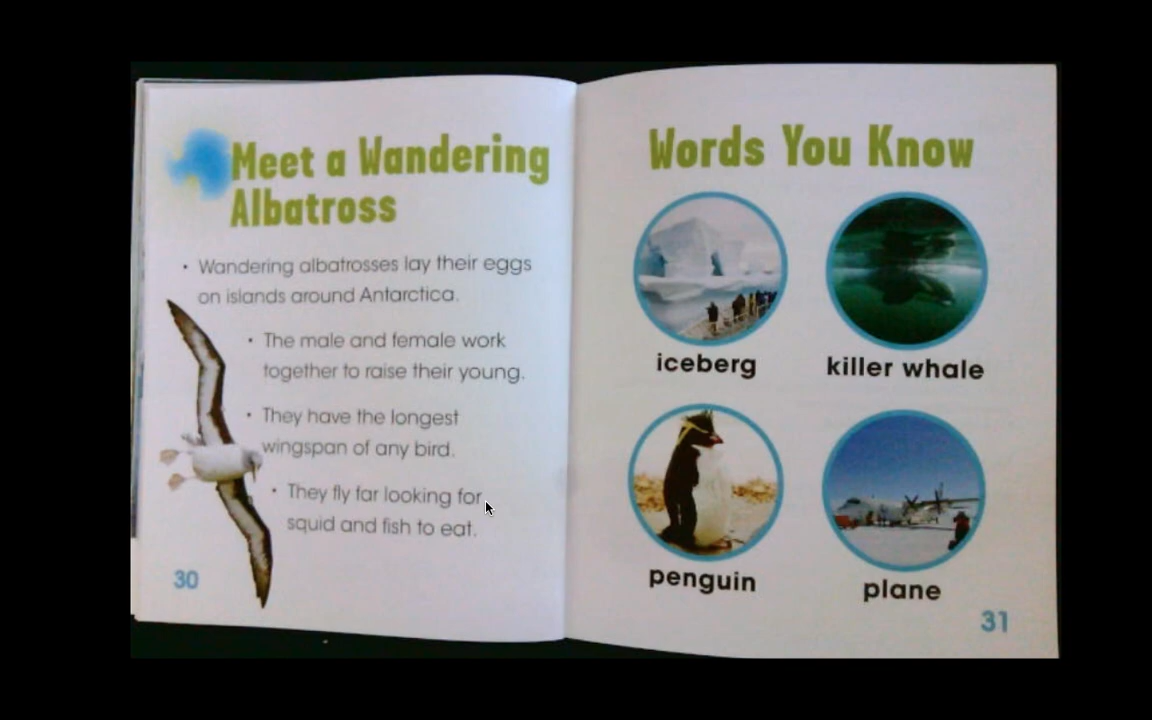 Meet a Wandering
Albatross
• Wandering albatrosses lay their eggs
on islands around Antarctica.
• The male and female work
together to raise their young.
• They have the longest
wingspan of any bird.
• They fly far looking for
squid and fish to eat.
30
Words You Know
iceberg
killer whale
penguin
plane
31